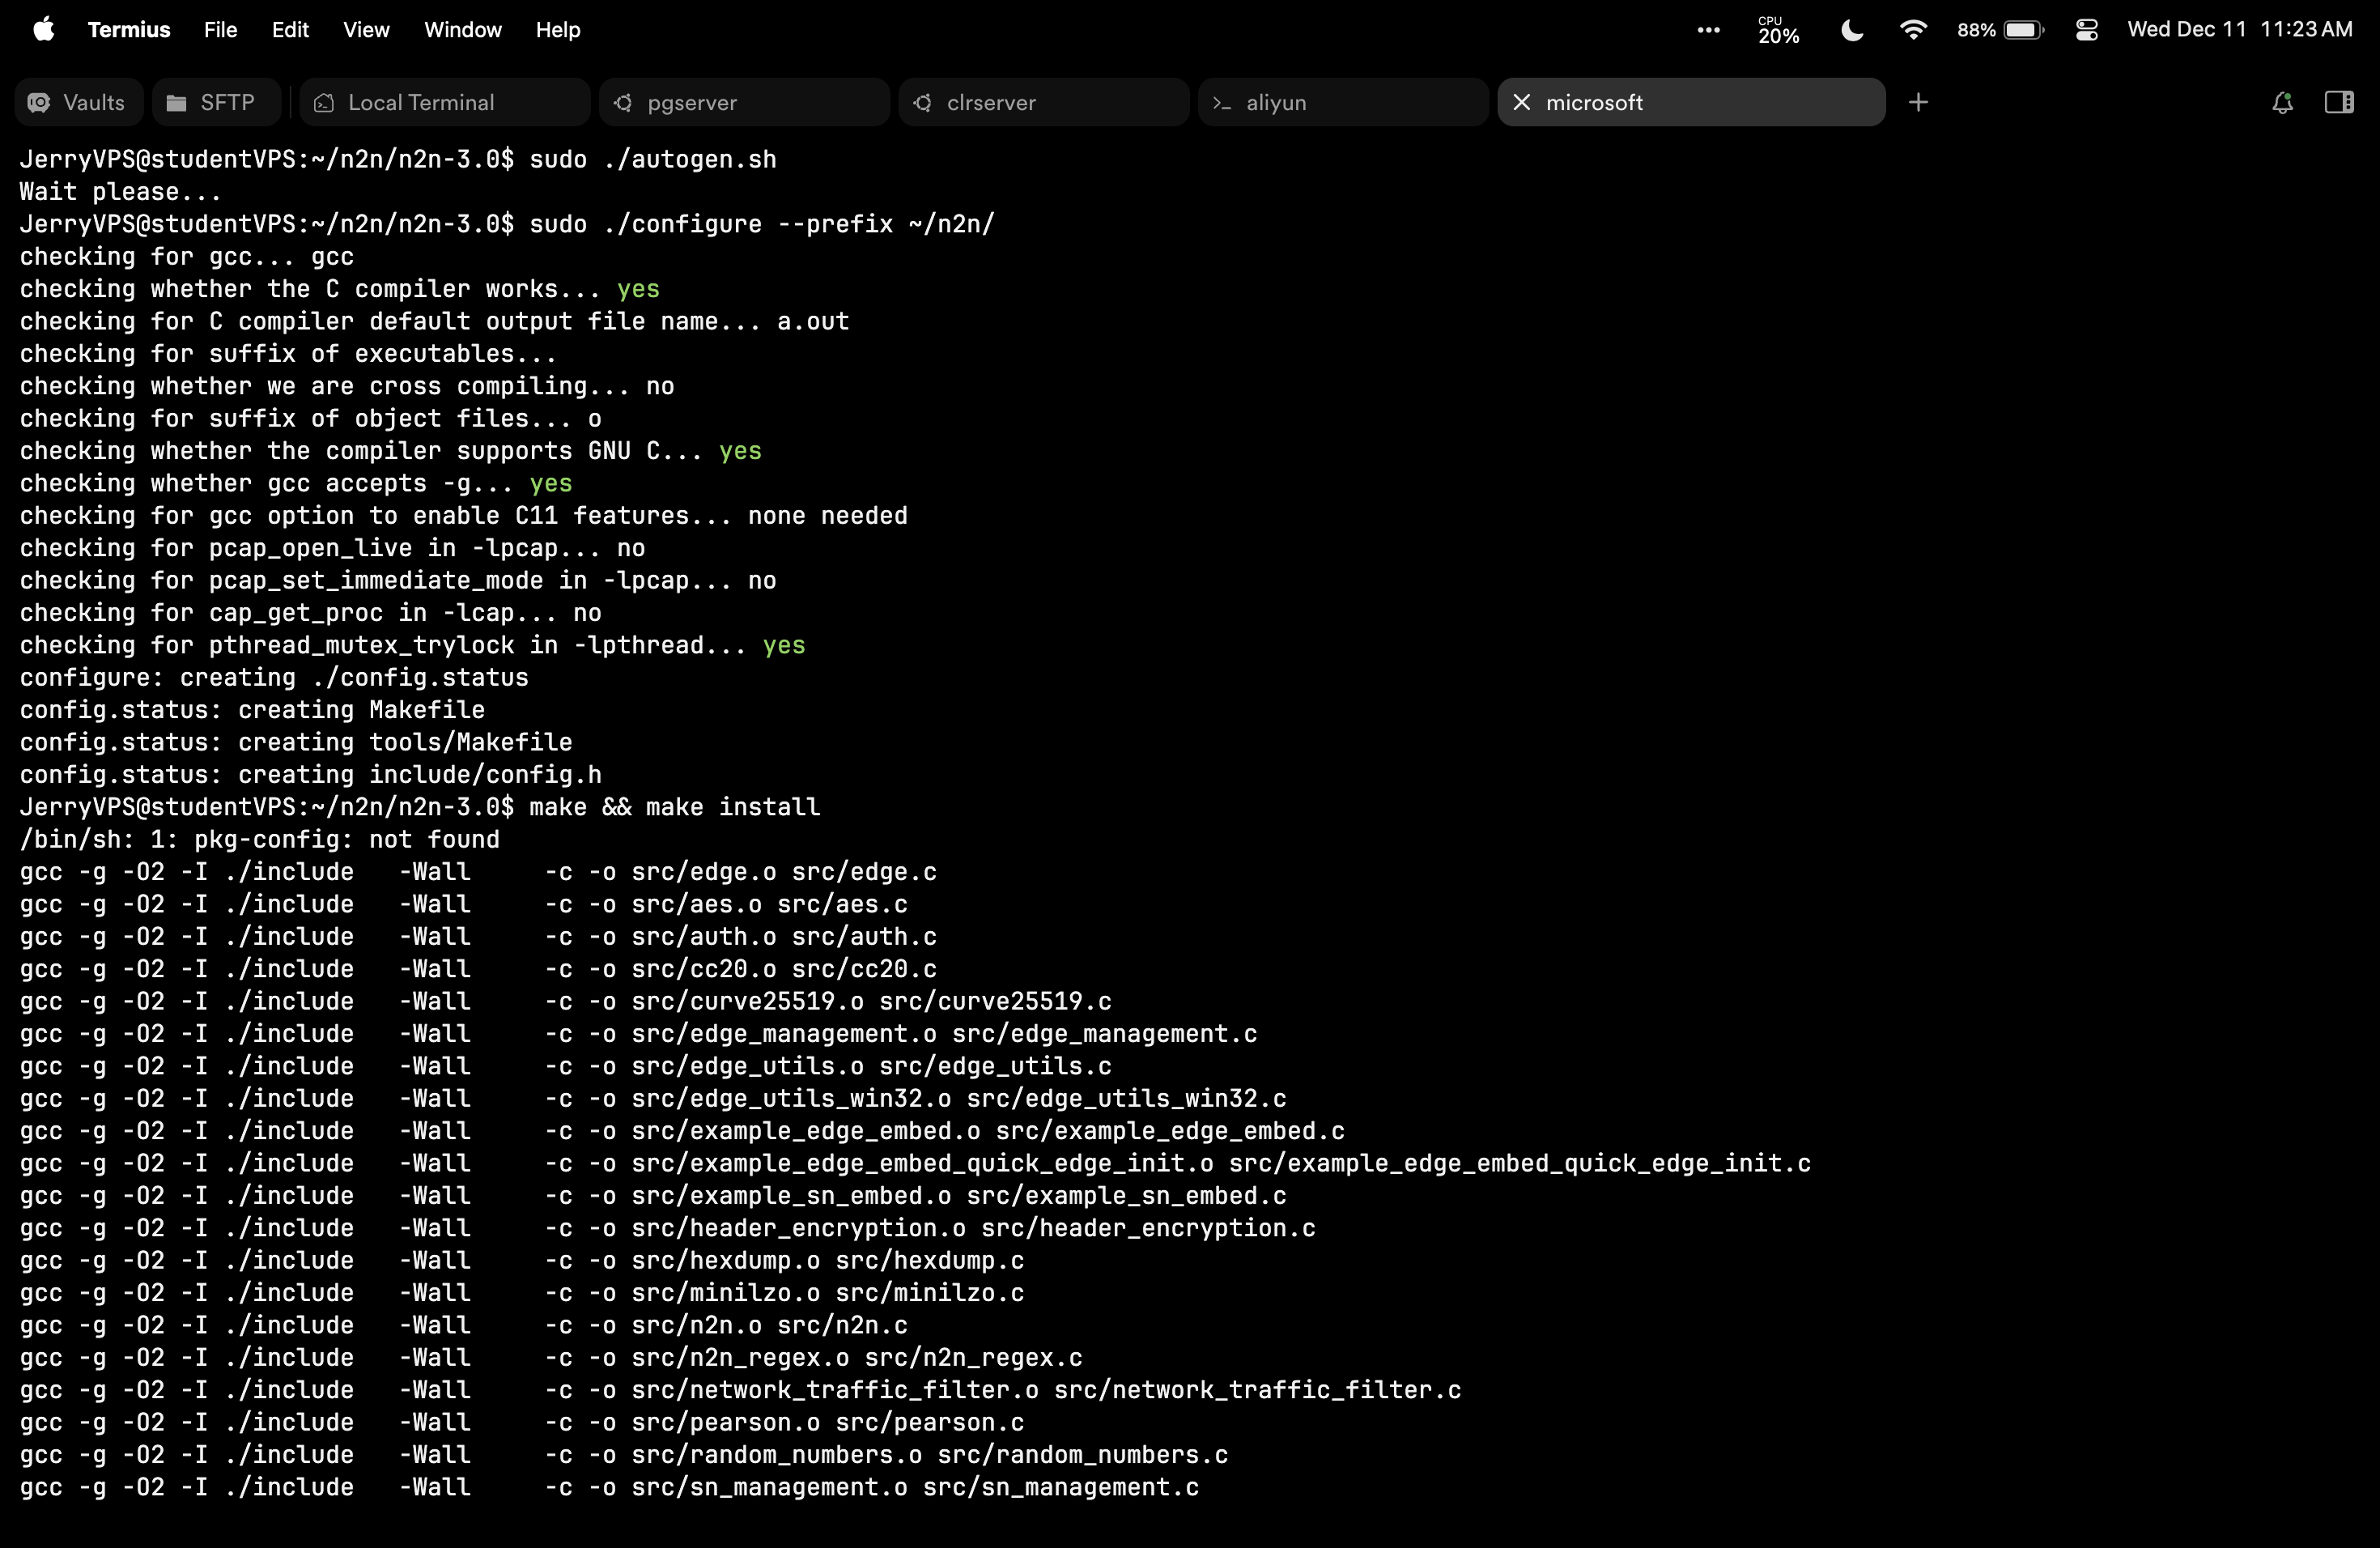 Termius File Edit View Window Help ••• CPU 20% 88% Wed Dec 11 11:23 AM
Vaults SFTP Local Terminal pgserver clrserver aliyun microsoft
JerryVPS@studentVPS:~/n2n/n2n-3.0$ sudo ./autogen.sh
Wait please...
JerryVPS@studentVPS:~/n2n/n2n-3.0$ sudo ./configure --prefix ~/n2n/
checking for gcc... gcc
checking whether the C compiler works... yes
checking for C compiler default output file name... a.out
checking for suffix of executables...
checking whether we are cross compiling... no
checking for suffix of object files... o
checking whether the compiler supports GNU C... yes
checking whether gcc accepts -g... yes
checking for gcc option to enable C11 features... none needed
checking for pcap_open_live in -lpcap... no
checking for pcap_set_immediate_mode in -lpcap... no
checking for cap_get_proc in -lcap... no
checking for pthread_mutex_trylock in -lpthread... yes
configure: creating ./config.status
config.status: creating Makefile
config.status: creating tools/Makefile
config.status: creating include/config.h
JerryVPS@studentVPS:~/n2n/n2n-3.0$ make && make install
/bin/sh: 1: pkg-config: not found
gcc -g -O2 -I ./include   -Wall     -c -o src/edge.o src/edge.c
gcc -g -O2 -I ./include   -Wall     -c -o src/aes.o src/aes.c
gcc -g -O2 -I ./include   -Wall     -c -o src/auth.o src/auth.c
gcc -g -O2 -I ./include   -Wall     -c -o src/cc20.o src/cc20.c
gcc -g -O2 -I ./include   -Wall     -c -o src/curve25519.o src/curve25519.c
gcc -g -O2 -I ./include   -Wall     -c -o src/edge_management.o src/edge_management.c
gcc -g -O2 -I ./include   -Wall     -c -o src/edge_utils.o src/edge_utils.c
gcc -g -O2 -I ./include   -Wall     -c -o src/edge_utils_win32.o src/edge_utils_win32.c
gcc -g -O2 -I ./include   -Wall     -c -o src/example_edge_embed.o src/example_edge_embed.c
gcc -g -O2 -I ./include   -Wall     -c -o src/example_edge_embed_quick_edge_init.o src/example_edge_embed_quick_edge_init.c
gcc -g -O2 -I ./include   -Wall     -c -o src/example_sn_embed.o src/example_sn_embed.c
gcc -g -O2 -I ./include   -Wall     -c -o src/header_encryption.o src/header_encryption.c
gcc -g -O2 -I ./include   -Wall     -c -o src/hexdump.o src/hexdump.c
gcc -g -O2 -I ./include   -Wall     -c -o src/minilzo.o src/minilzo.c
gcc -g -O2 -I ./include   -Wall     -c -o src/n2n.o src/n2n.c
gcc -g -O2 -I ./include   -Wall     -c -o src/n2n_regex.o src/n2n_regex.c
gcc -g -O2 -I ./include   -Wall     -c -o src/network_traffic_filter.o src/network_traffic_filter.c
gcc -g -O2 -I ./include   -Wall     -c -o src/pearson.o src/pearson.c
gcc -g -O2 -I ./include   -Wall     -c -o src/random_numbers.o src/random_numbers.c
gcc -g -O2 -I ./include   -Wall     -c -o src/sn_management.o src/sn_management.c